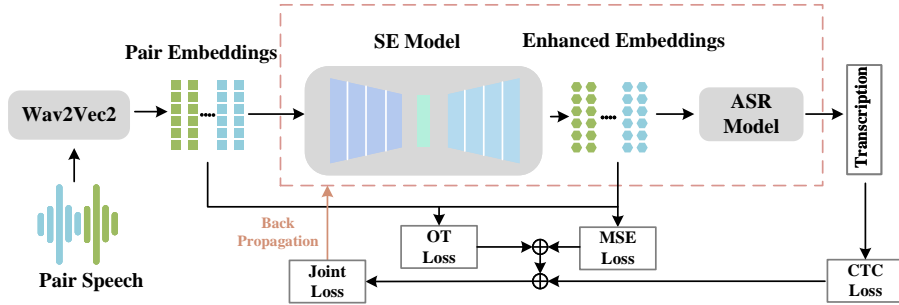 SE Model
Enhanced Embeddings
Pair Embeddings
Wav2Vec2
ASR
Model
Transcription
Pair Speech
Back
Propagation
OT
Loss
MSE
Loss
Joint
Loss
CTC
Loss